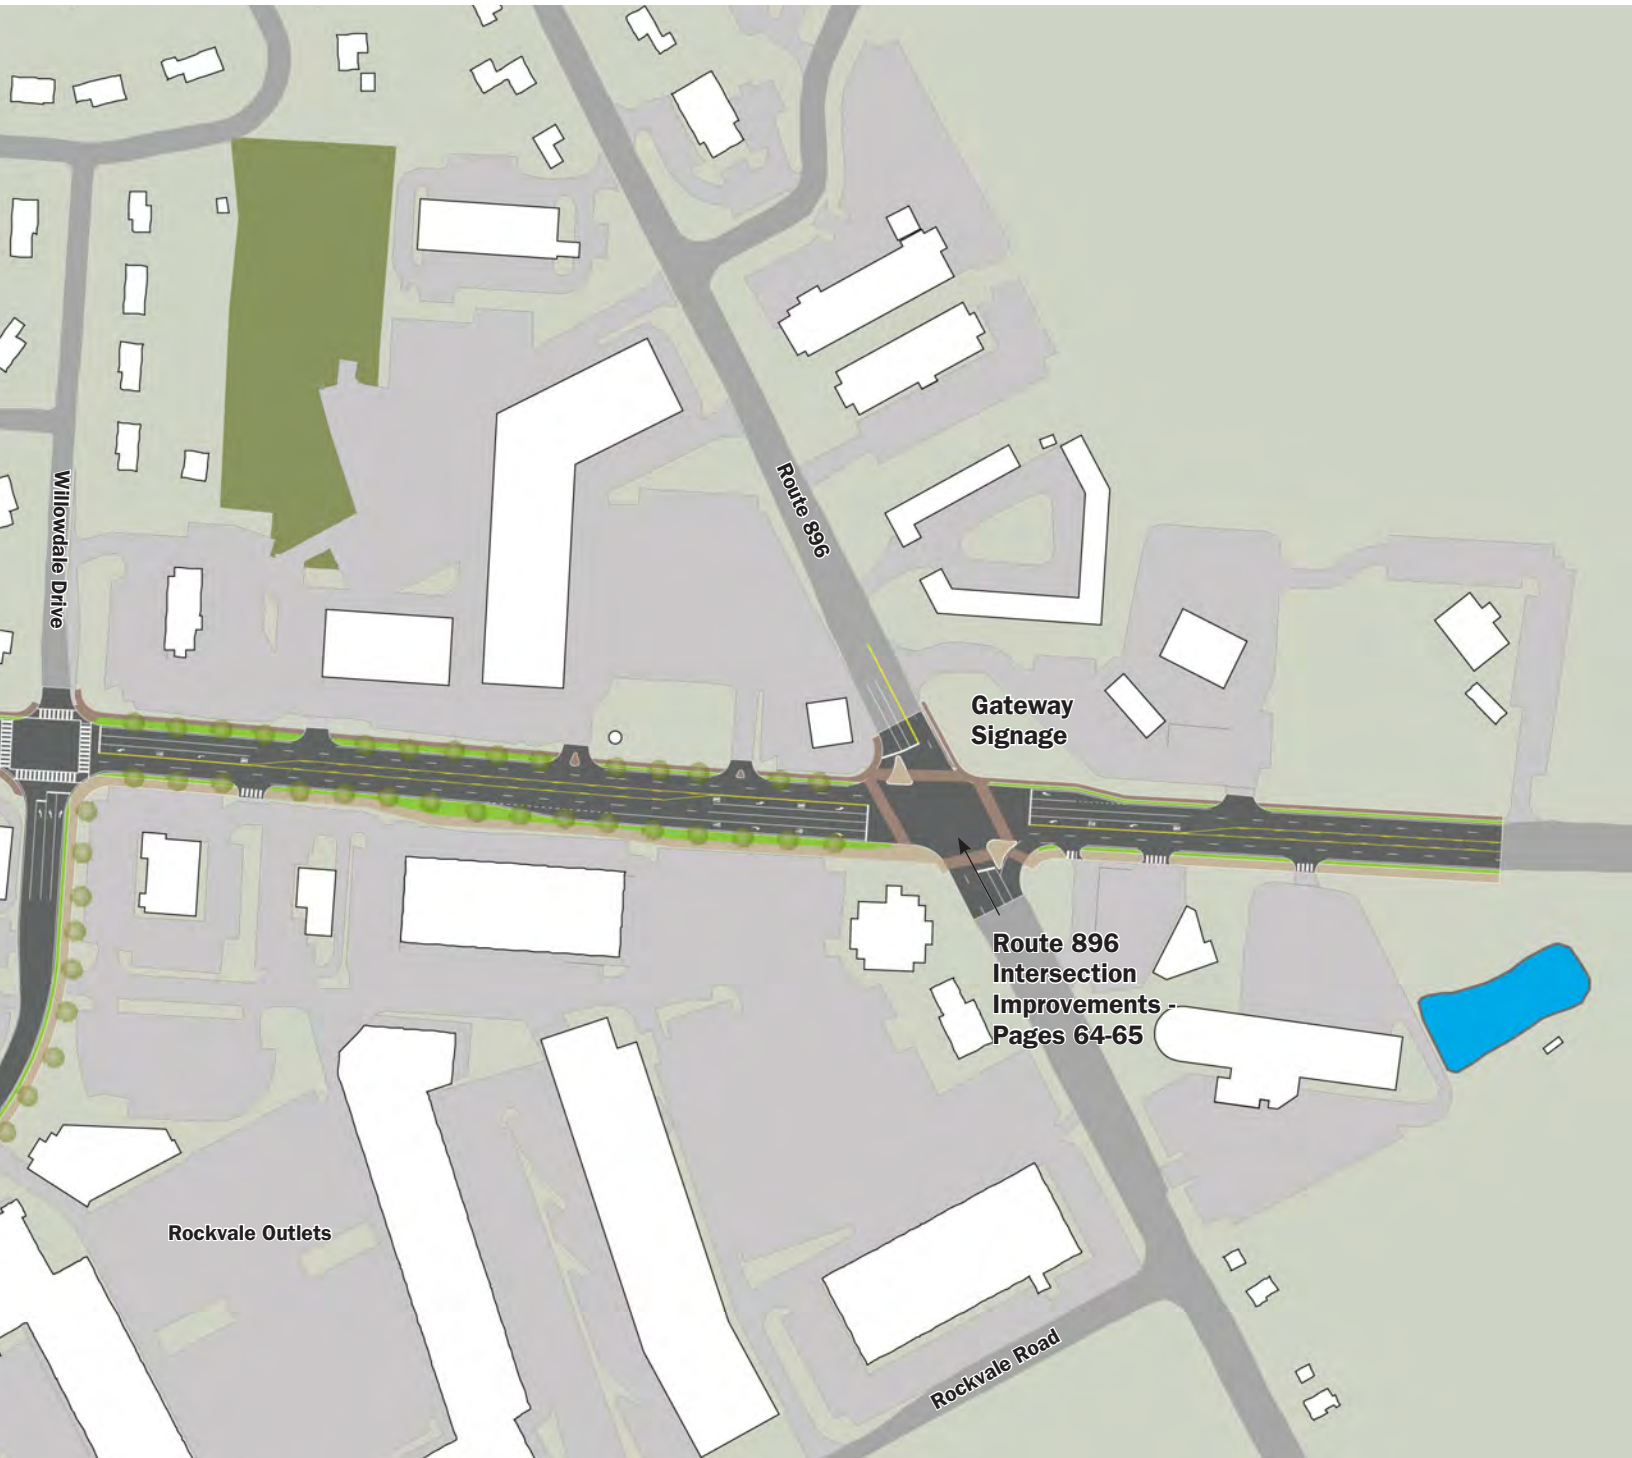 Route 896
Willowdale Drive
Gateway
Signage
Route 896
Intersection
Improvements -
Pages 64-65
Rockvale Outlets
Rockvale Road